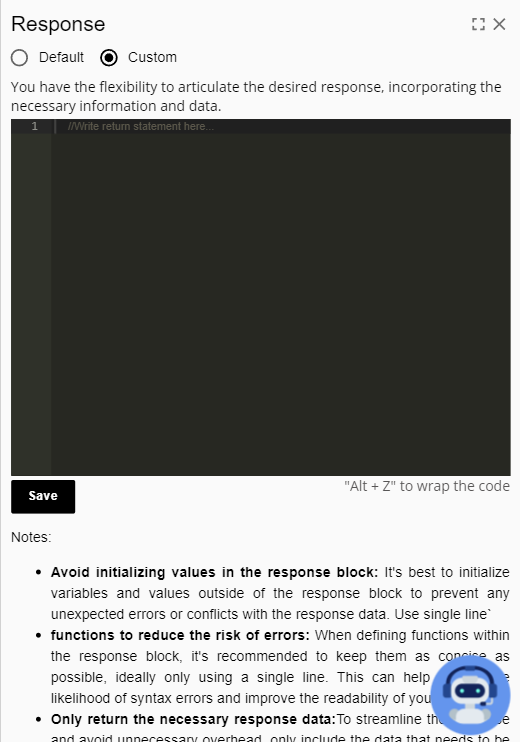 Response
Default Custom
You have the flexibility to articulate the desired response, incorporating the
necessary information and data.
1 //Write return statement here...
Save
"Alt + Z" to wrap the code
Notes:
• Avoid initializing values in the response block: It's best to initialize
variables and values outside of the response block to prevent any
unexpected errors or conflicts with the response data. Use single line`
• functions to reduce the risk of errors: When defining functions within
the response block, it's recommended to keep them as concise as
possible, ideally only using a single line. This can help
likelihood of syntax errors and improve the readability of you
• Only return the necessary response data:To streamline
and avoid unnecessary overhead, only include the data that needs to be